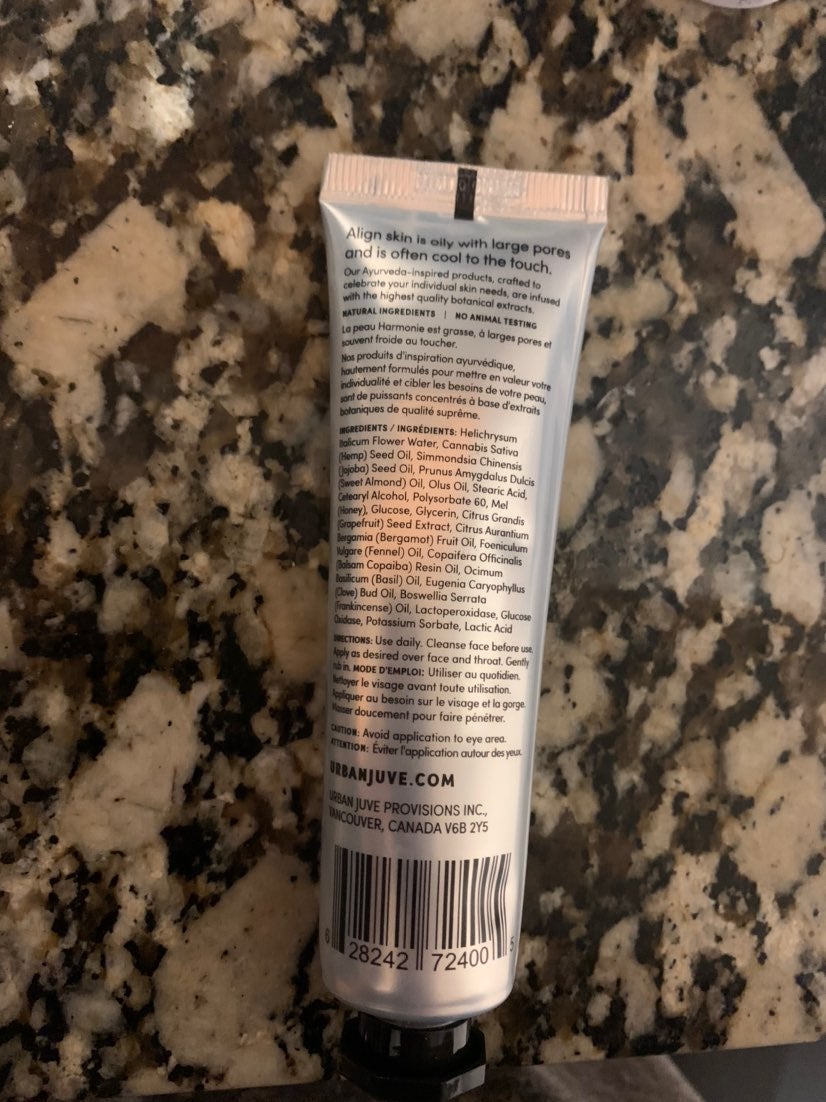 Align skin is oily with large pores
and is often cool to the touch.
Our Ayurveda-inspired products, crafted to
celebrate your individual skin needs, are infused
with the highest quality botanical extracts.
NATURAL INGREDIENTS | NO ANIMAL TESTING
La peau Harmonie est grasse, à larges pores et
souvent froide au toucher.
Nos produits d'inspiration ayurvédique,
hautement formulés pour mettre en valeur votre
individualité et cibler les besoins de votre peau,
sont de puissants concentrés à base d'extraits
botaniques de qualité suprême.
INGREDIENTS / INGRÉDIENTS: Helichrysum
Italicum Flower Water, Cannabis Sativa
(Hemp) Seed Oil, Simmondsia Chinensis
(Jojoba) Seed Oil, Prunus Amygdalus Dulcis
(Sweet Almond) Oil, Olus Oil, Stearic Acid,
Cetearyl Alcohol, Polysorbate 60, Mel
(Honey), Glucose, Glycerin, Citrus Grandis
(Grapefruit) Seed Extract, Citrus Aurantium
Bergamia (Bergamot) Fruit Oil, Foeniculum
Vulgare (Fennel) Oil, Copaifera Officinalis
(Balsam Copaiba) Resin Oil, Ocimum
Basilicum (Basil) Oil, Eugenia Caryophyllus
(Clove) Bud Oil, Boswellia Serrata
(Frankincense) Oil, Lactoperoxidase, Glucose
Oxidase, Potassium Sorbate, Lactic Acid
DIRECTIONS: Use daily. Cleanse face before use.
Apply as desired over face and throat. Gently
rub in. MODE D'EMPLOI: Utiliser au quotidien.
Nettoyer le visage avant toute utilisation.
Appliquer au besoin sur le visage et la gorge.
Masser doucement pour faire pénétrer.
CAUTION: Avoid application to eye area.
ATTENTION: Éviter l'application autour des yeux.
URBANJUVE.COM
URBAN JUVE PROVISIONS INC.,
VANCOUVER, CANADA V6B 2Y5
6 28242 72400 5